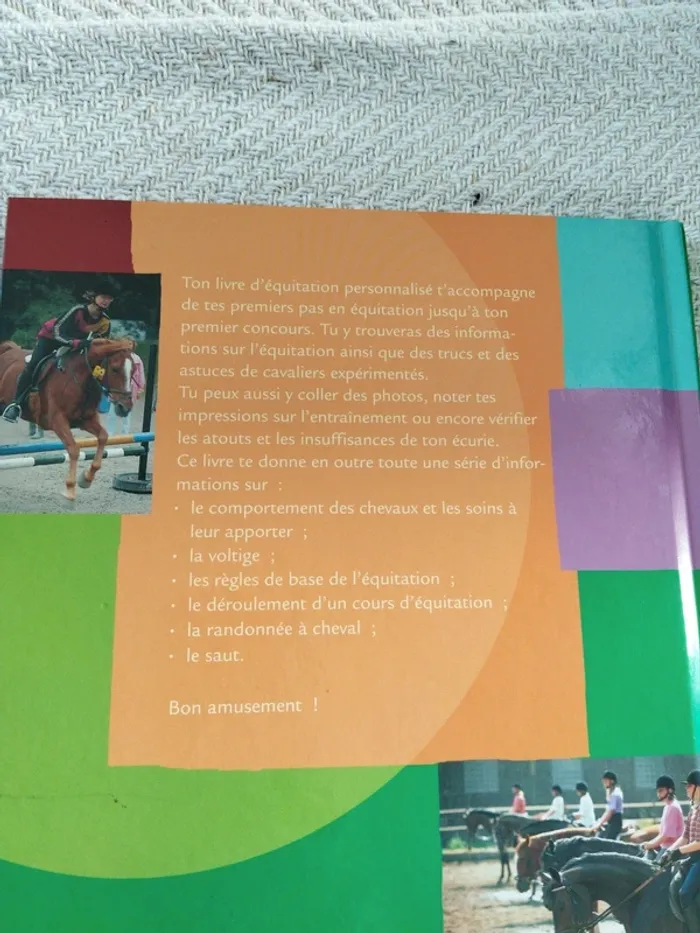 Ton livre d'équitation personnalisé t'accompagne
de tes premiers pas en équitation jusqu'à ton
premier concours. Tu y trouveras des informa-
tions sur l'équitation ainsi que des trucs et des
astuces de cavaliers expérimentés.
Tu peux aussi y coller des photos, noter tes
impressions sur l'entraînement ou encore vérifier
les atouts et les insuffisances de ton écurie.
Ce livre te donne en outre toute une série d'infor-
mations sur :
• le comportement des chevaux et les soins à
leur apporter ;
• la voltige ;
• les règles de base de l'équitation ;
• le déroulement d'un cours d'équitation ;
• la randonnée à cheval ;
• le saut.
Bon amusement !